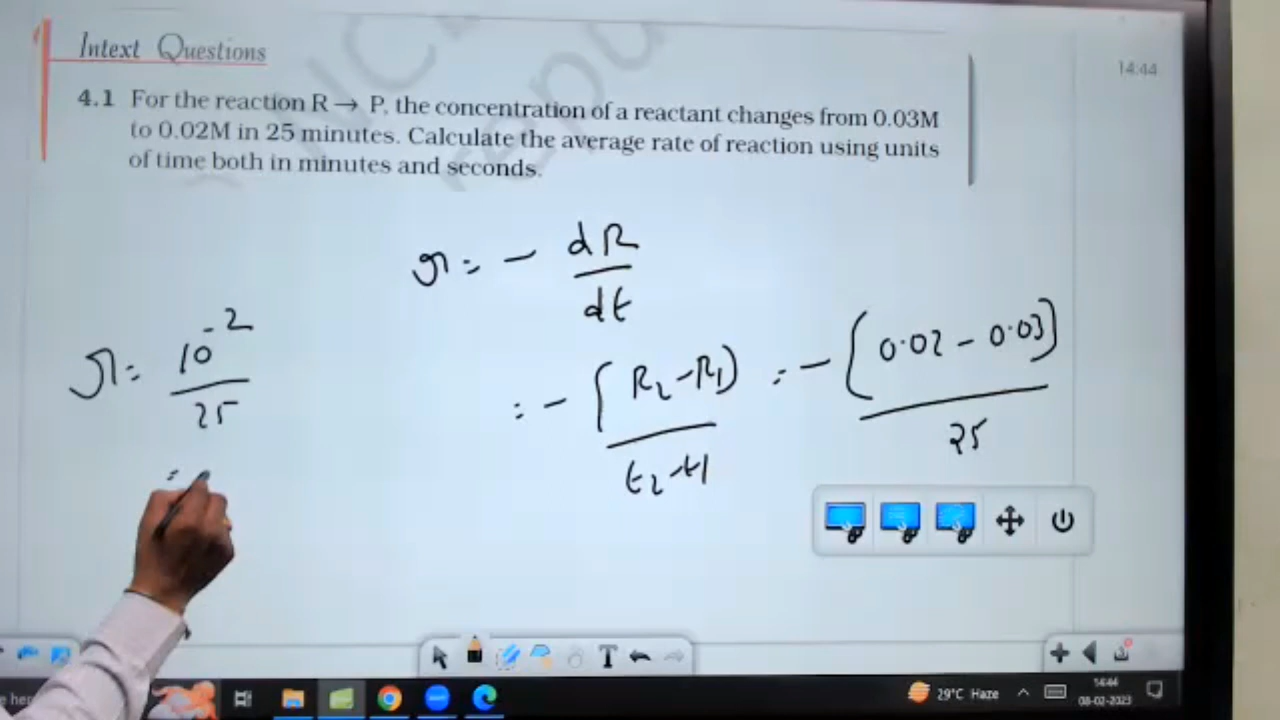 Intext Questions
14:44
4.1 For the reaction R → P, the concentration of a reactant changes from 0.03M
to 0.02M in 25 minutes. Calculate the average rate of reaction using units
of time both in minutes and seconds.
r = - dR/dt
= - (R₂ - R₁)/(t₂ - t₁) = - (0.02 - 0.03)/25
r = 10⁻²/25
=
T
29°C Haze
14:44
08-02-2023